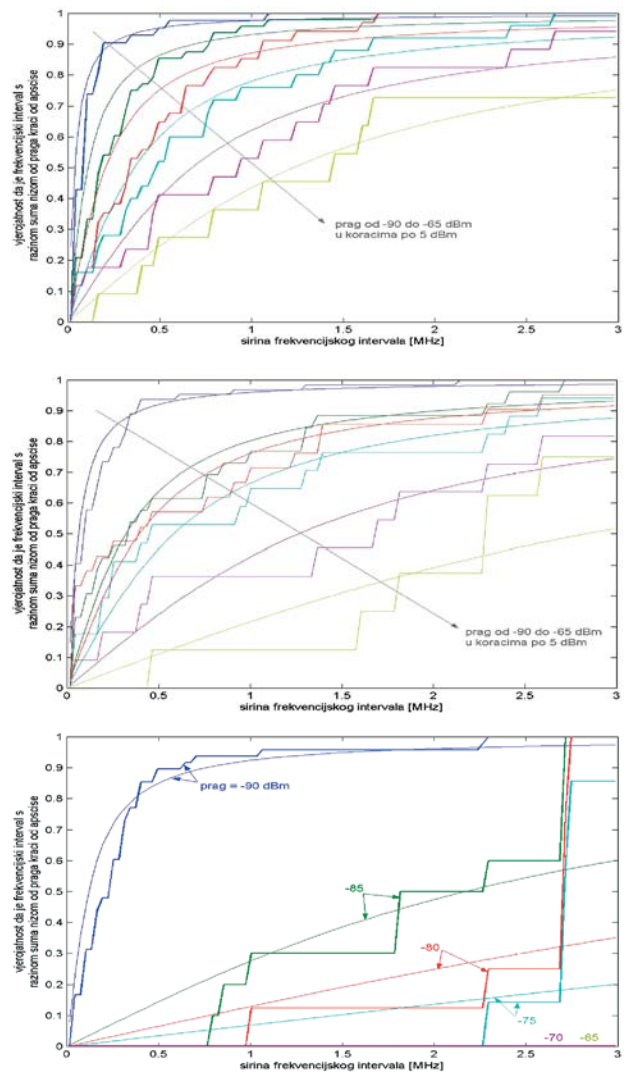 vjerojatnost da je frekvencijski interval s
razinom suma nizom od praga kraci od apscise
1
0.9
0.8
0.7
0.6
0.5
0.4
0.3
0.2
0.1
0
prag od -90 do -65 dBm
u koracima po 5 dBm
0 0.5 1 1.5 2 2.5 3
sirina frekvencijskog intervala [MHz]
vjerojatnost da je frekvencijski interval s
razinom suma nizom od praga kraci od apscise
1
0.9
0.8
0.7
0.6
0.5
0.4
0.3
0.2
0.1
0
prag od -90 do -65 dBm
u koracima po 5 dBm
0 0.5 1 1.5 2 2.5 3
sirina frekvencijskog intervala [MHz]
vjerojatnost da je frekvencijski interval s
razinom suma nizom od praga kraci od apscise
1
0.9
0.8
0.7
0.6
0.5
0.4
0.3
0.2
0.1
0
prag = -90 dBm
-85
-80
-75
-70 -65
0 0.5 1 1.5 2 2.5 3
sirina frekvencijskog intervala [MHz]